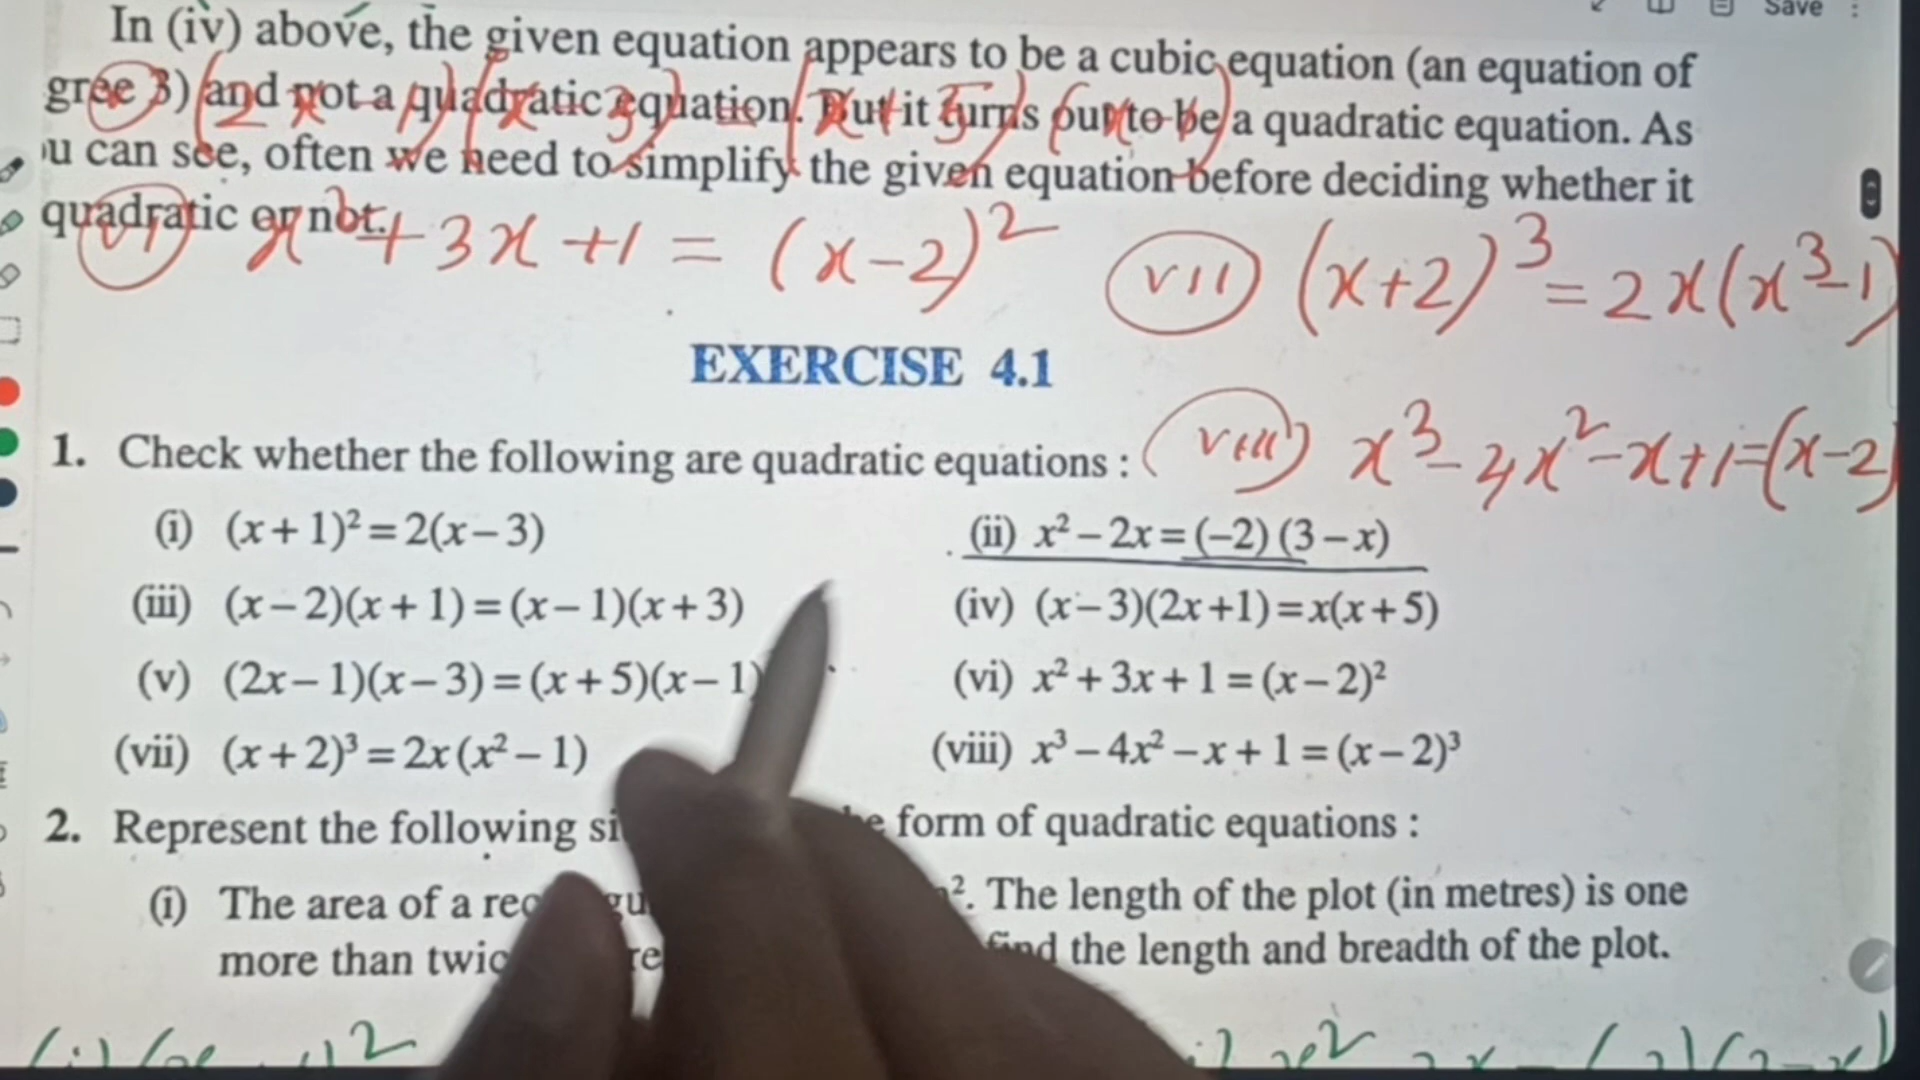 Save
In (iv) above, the given equation appears to be a cubic equation (an equation of
gree 3) and not a quadratic equation. But it turns out to be a quadratic equation. As
u can see, often we need to simplify the given equation before deciding whether it
quadratic or not.
(v) (2x-1)(x-3) = (x+5)(x-1)
(vi) x²+3x+1 = (x-2)²
(vii) (x+2)³=2x(x³-1)
EXERCISE 4.1
(viii) x³-4x²-x+1=(x-2)
1. Check whether the following are quadratic equations :
(i) (x + 1)² = 2(x – 3)
(ii) x² – 2x = (–2) (3 – x)
(iii) (x – 2)(x + 1) = (x – 1)(x + 3)
(iv) (x – 3)(2x +1) = x(x + 5)
(v) (2x – 1)(x – 3) = (x + 5)(x – 1)
(vi) x² + 3x + 1 = (x – 2)²
(vii) (x + 2)³ = 2x (x² – 1)
(viii) x³ – 4x² – x + 1 = (x – 2)³
2. Represent the following form of quadratic equations :
(i) The area of a . The length of the plot (in metres) is one
more than find the length and breadth of the plot.